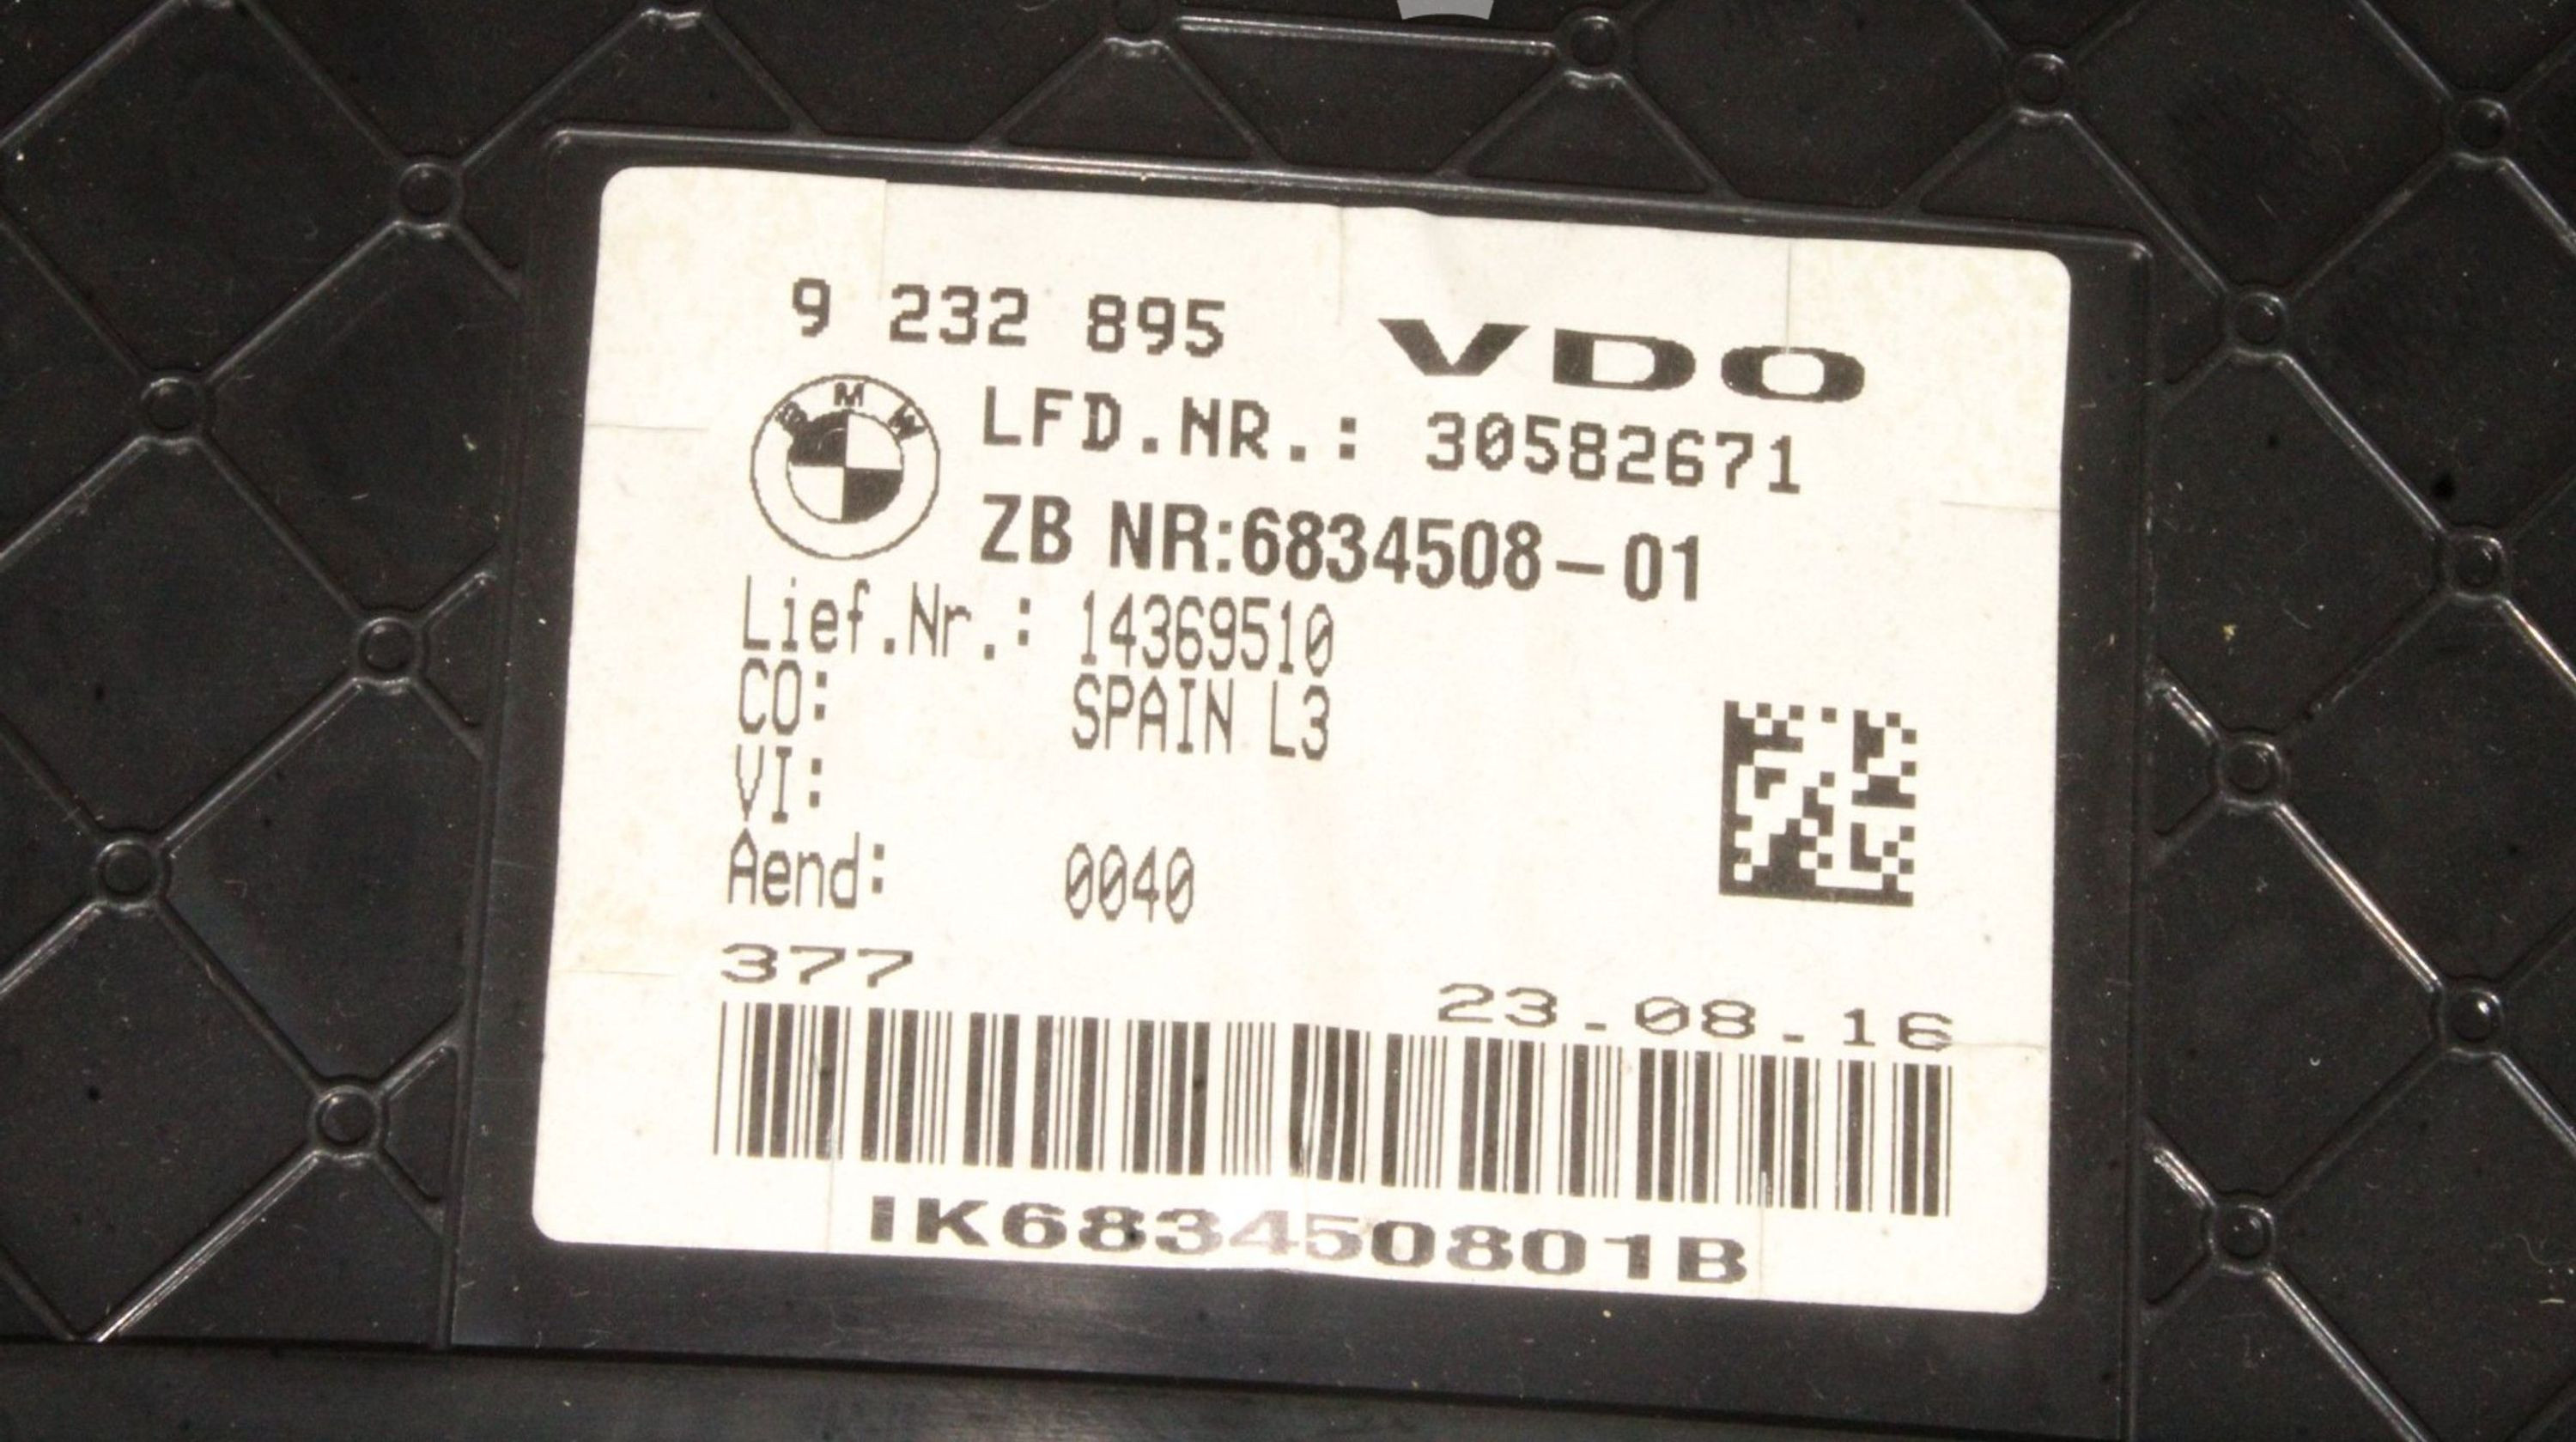 9 232 895 VDO
BMW
LFD.NR.: 30582671
ZB NR:6834508-01
Lief.Nr.: 14369510
CO: SPAIN L3
VI:
Aend: 0040
377 23.08.16
IK683450801B